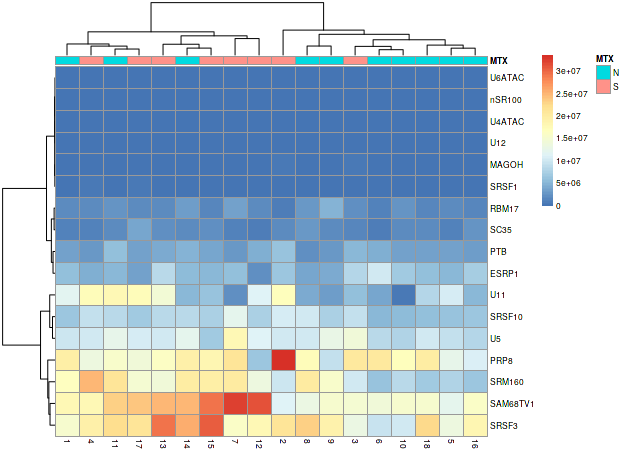 MTX
U6ATAC
nSR100
U4ATAC
U12
MAGOH
SRSF1
RBM17
SC35
PTB
ESRP1
U11
SRSF10
U5
PRP8
SRM160
SAM68TV1
SRSF3
1 4 11 17 13 14 15 7 12 2 8 9 3 6 10 18 5 16
3e+07
2.5e+07
2e+07
1.5e+07
1e+07
5e+06
0
MTX
N
S